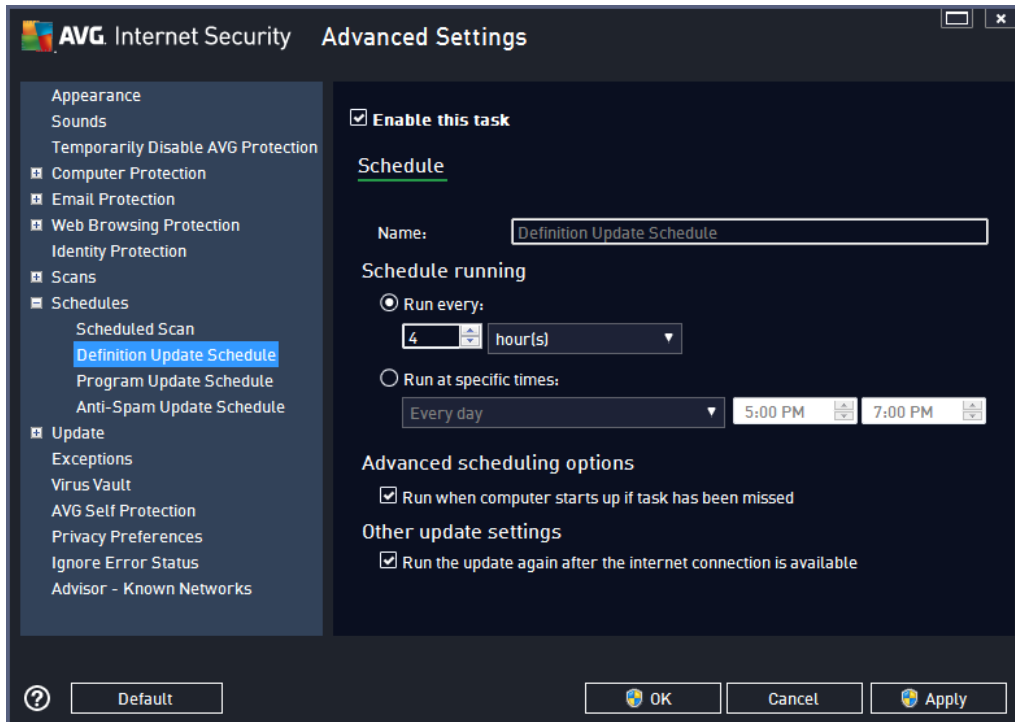 AVG. Internet Security Advanced Settings
Appearance
Sounds
Temporarily Disable AVG Protection
Computer Protection
Email Protection
Web Browsing Protection
Identity Protection
Scans
Schedules
Scheduled Scan
Definition Update Schedule
Program Update Schedule
Anti-Spam Update Schedule
Update
Exceptions
Virus Vault
AVG Self Protection
Privacy Preferences
Ignore Error Status
Advisor - Known Networks
Enable this task
Schedule
Name: Definition Update Schedule
Schedule running
Run every:
4 hour(s)
Run at specific times:
Every day 5:00 PM 7:00 PM
Advanced scheduling options
Run when computer starts up if task has been missed
Other update settings
Run the update again after the internet connection is available
? Default OK Cancel Apply